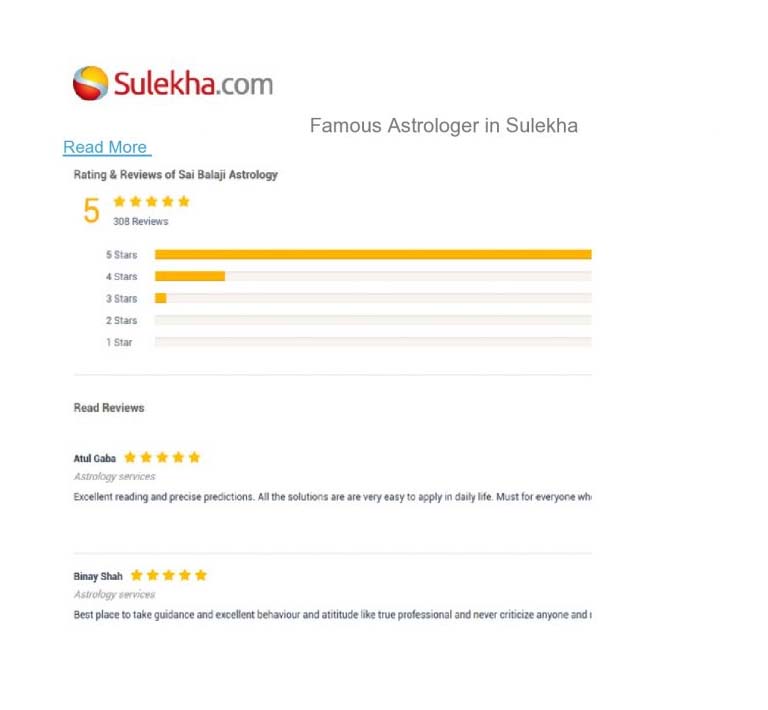 Sulekha.com
Famous Astrologer in Sulekha
Read More
Rating & Reviews of Sai Balaji Astrology
5
308 Reviews
5 Stars
4 Stars
3 Stars
2 Stars
1 Star
Read Reviews
Atul Gaba
Astrology services
Excellent reading and precise predictions. All the solutions are are very easy to apply in daily life. Must for everyone
Binay Shah
Astrology services
Best place to take guidance and excellent behaviour and atititude like true professional and never criticize anyone and